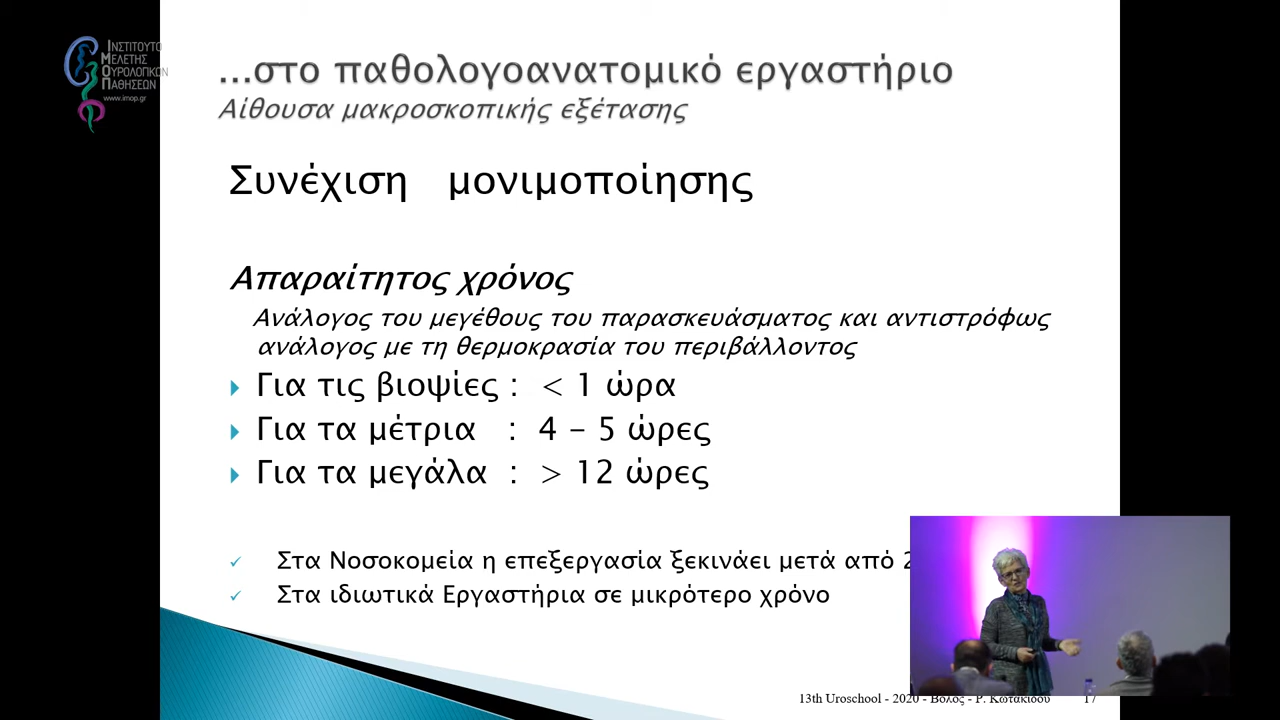 ΙΝΣΤΙΤΟΥΤΟ
ΜΕΛΕΤΗΣ
ΟΥΡΟΛΟΓΙΚΩΝ
ΠΑΘΗΣΕΩΝ
www.imop.gr
...στο παθολογοανατομικό εργαστήριο
Αίθουσα μακροσκοπικής εξέτασης
Συνέχιση μονιμοποίησης
Απαραίτητος χρόνος
Ανάλογος του μεγέθους του παρασκευάσματος και αντιστρόφως
ανάλογος με τη θερμοκρασία του περιβάλλοντος
Για τις βιοψίες : < 1 ώρα
Για τα μέτρια : 4 – 5 ώρες
Για τα μεγάλα : > 12 ώρες
Στα Νοσοκομεία η επεξεργασία ξεκινάει μετά από
Στα ιδιωτικά Εργαστήρια σε μικρότερο χρόνο
13th Uroschool - 2020 - Βόλος - Ρ. Κωτακίδου 17